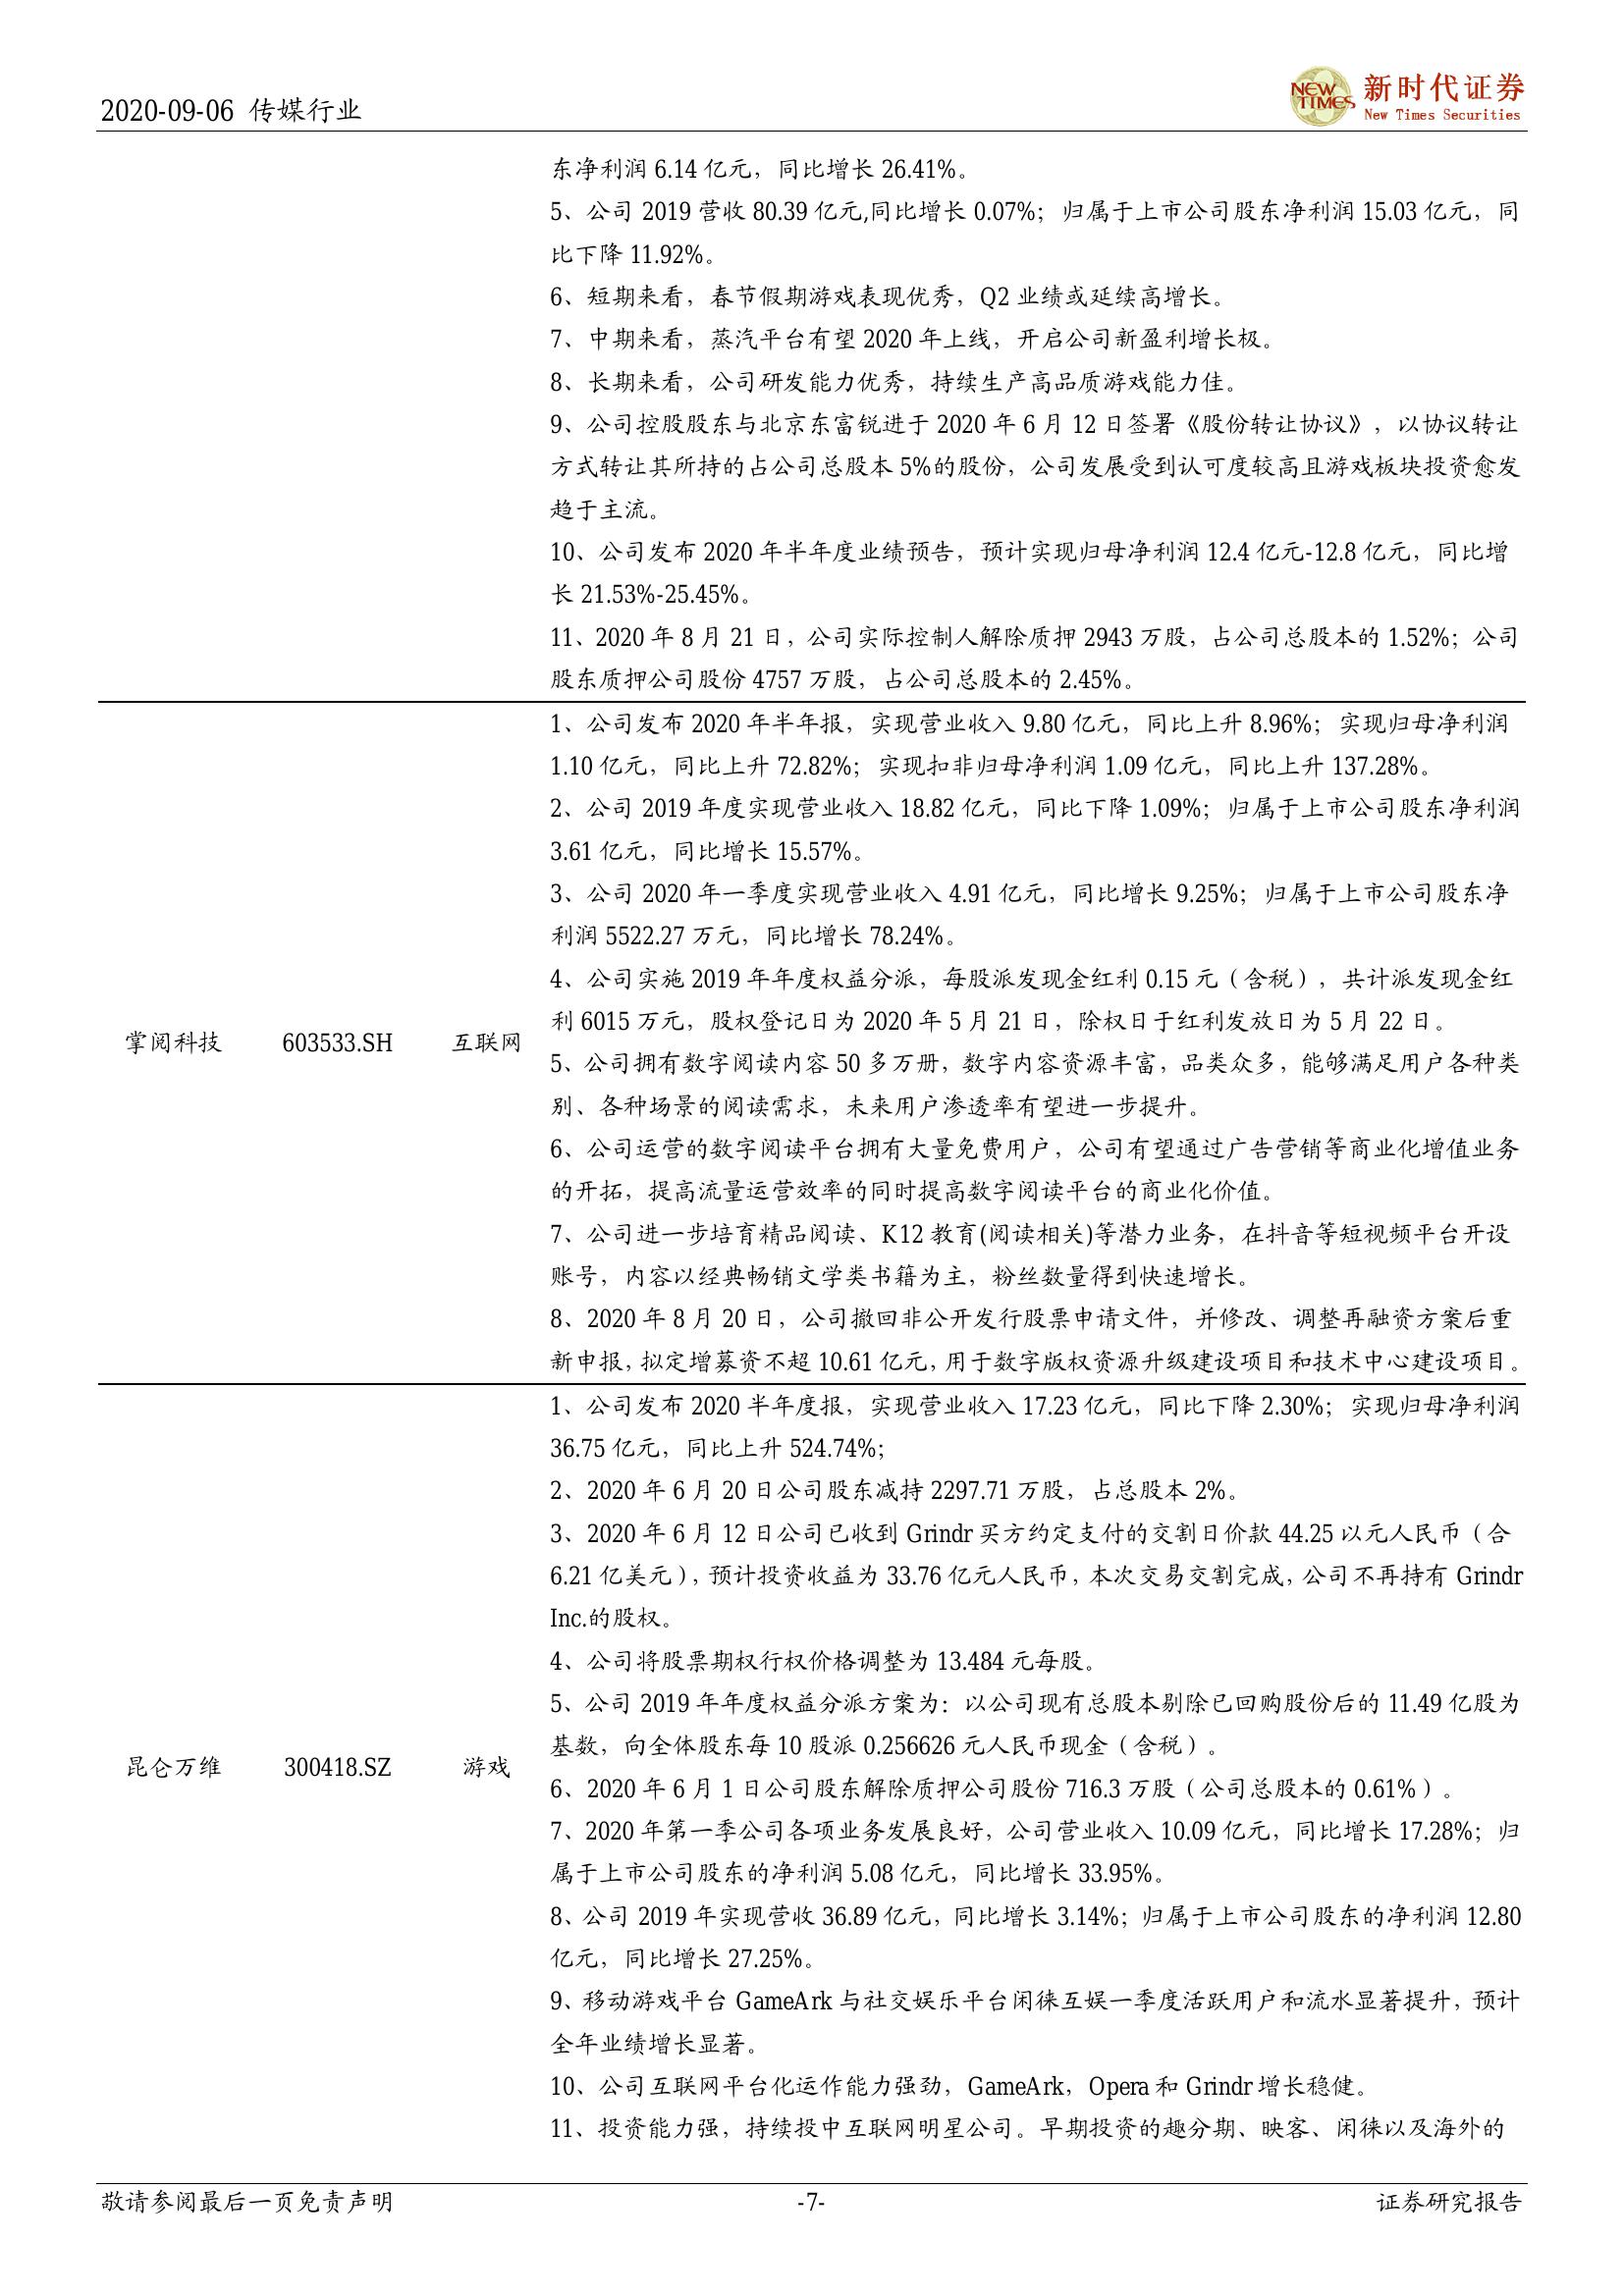 2020-09-06 传媒行业
NEW TIMES 新时代证券
New Times Securities
东净利润 6.14 亿元，同比增长 26.41%。
5、公司 2019 营收 80.39 亿元,同比增长 0.07%；归属于上市公司股东净利润 15.03 亿元，同
比下降 11.92%。
6、短期来看，春节假期游戏表现优秀，Q2 业绩或延续高增长。
7、中期来看，蒸汽平台有望 2020 年上线，开启公司新盈利增长极。
8、长期来看，公司研发能力优秀，持续生产高品质游戏能力佳。
9、公司控股股东与北京东富锐进于 2020 年 6 月 12 日签署《股份转让协议》，以协议转让
方式转让其所持的占公司总股本 5%的股份，公司发展受到认可度较高且游戏板块投资愈发
趋于主流。
10、公司发布 2020 年半年度业绩预告，预计实现归母净利润 12.4 亿元-12.8 亿元，同比增
长 21.53%-25.45%。
11、2020 年 8 月 21 日，公司实际控制人解除质押 2943 万股，占公司总股本的 1.52%；公司
股东质押公司股份 4757 万股，占公司总股本的 2.45%。
掌阅科技 603533.SH 互联网
1、公司发布 2020 年半年报，实现营业收入 9.80 亿元，同比上升 8.96%；实现归母净利润
1.10 亿元，同比上升 72.82%；实现扣非归母净利润 1.09 亿元，同比上升 137.28%。
2、公司 2019 年度实现营业收入 18.82 亿元，同比下降 1.09%；归属于上市公司股东净利润
3.61 亿元，同比增长 15.57%。
3、公司 2020 年一季度实现营业收入 4.91 亿元，同比增长 9.25%；归属于上市公司股东净
利润 5522.27 万元，同比增长 78.24%。
4、公司实施 2019 年年度权益分派，每股派发现金红利 0.15 元（含税），共计派发现金红
利 6015 万元，股权登记日为 2020 年 5 月 21 日，除权日于红利发放日为 5 月 22 日。
5、公司拥有数字阅读内容 50 多万册，数字内容资源丰富，品类众多，能够满足用户各种类
别、各种场景的阅读需求，未来用户渗透率有望进一步提升。
6、公司运营的数字阅读平台拥有大量免费用户，公司有望通过广告营销等商业化增值业务
的开拓，提高流量运营效率的同时提高数字阅读平台的商业化价值。
7、公司进一步培育精品阅读、K12 教育(阅读相关)等潜力业务，在抖音等短视频平台开设
账号，内容以经典畅销文学类书籍为主，粉丝数量得到快速增长。
8、2020 年 8 月 20 日，公司撤回非公开发行股票申请文件，并修改、调整再融资方案后重
新申报，拟定增募资不超 10.61 亿元，用于数字版权资源升级建设项目和技术中心建设项目。
昆仑万维 300418.SZ 游戏
1、公司发布 2020 半年度报，实现营业收入 17.23 亿元，同比下降 2.30%；实现归母净利润
36.75 亿元，同比上升 524.74%；
2、2020 年 6 月 20 日公司股东减持 2297.71 万股，占总股本 2%。
3、2020 年 6 月 12 日公司已收到 Grindr 买方约定支付的交割日价款 44.25 以元人民币（合
6.21 亿美元），预计投资收益为 33.76 亿元人民币，本次交易交割完成，公司不再持有 Grindr
Inc.的股权。
4、公司将股票期权行权价格调整为 13.484 元每股。
5、公司 2019 年年度权益分派方案为：以公司现有总股本剔除已回购股份后的 11.49 亿股为
基数，向全体股东每 10 股派 0.256626 元人民币现金（含税）。
6、2020 年 6 月 1 日公司股东解除质押公司股份 716.3 万股（公司总股本的 0.61%）。
7、2020 年第一季公司各项业务发展良好，公司营业收入 10.09 亿元，同比增长 17.28%；归
属于上市公司股东的净利润 5.08 亿元，同比增长 33.95%。
8、公司 2019 年实现营收 36.89 亿元，同比增长 3.14%；归属于上市公司股东的净利润 12.80
亿元，同比增长 27.25%。
9、移动游戏平台 GameArk 与社交娱乐平台闲徕互娱一季度活跃用户和流水显著提升，预计
全年业绩增长显著。
10、公司互联网平台化运作能力强劲，GameArk，Opera 和 Grindr 增长稳健。
11、投资能力强，持续投中互联网明星公司。早期投资的趣分期、映客、闲徕以及海外的
敬请参阅最后一页免责声明 -7- 证券研究报告